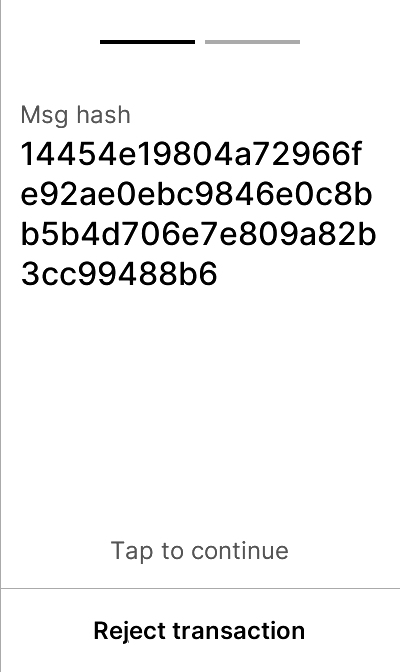 Msg hash
14454e19804a72966f
e92ae0ebc9846e0c8b
b5b4d706e7e809a82b
3cc99488b6
Tap to continue
Reject transaction